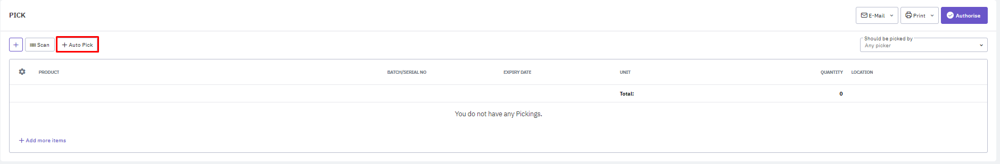 PICK
E-Mail
Print
Authorise
+
Scan
+ Auto Pick
Should be picked by
Any picker
PRODUCT BATCH/SERIAL NO EXPIRY DATE UNIT QUANTITY LOCATION
Total: 0
You do not have any Pickings.
+ Add more items